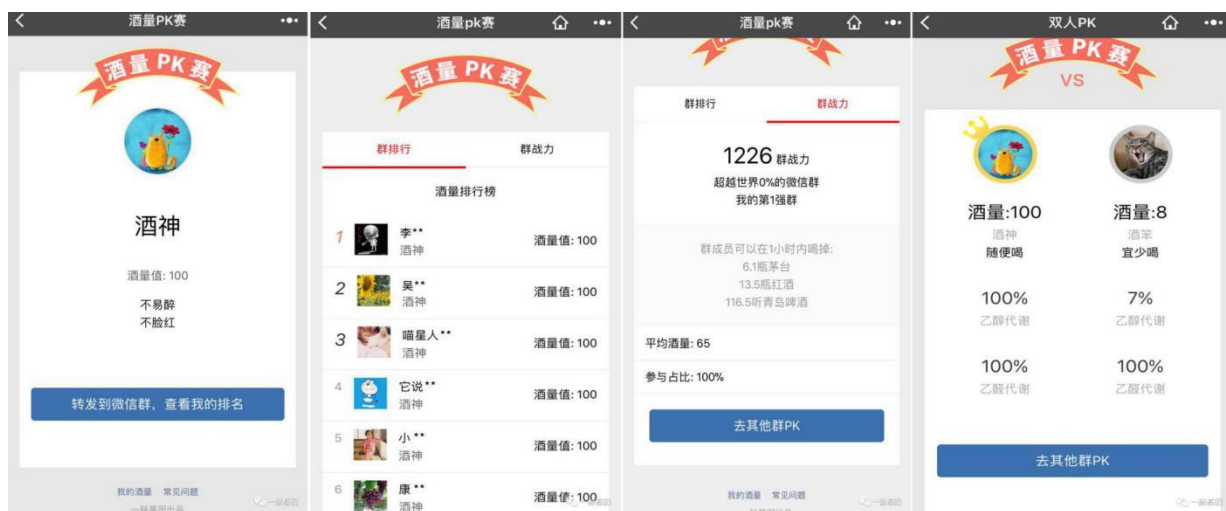 酒量PK赛
酒量 PK 赛
酒神
酒量值: 100
不易醉
不脸红
转发到微信群，查看我的排名
我的酒量 常见问题
一脉基因出品
酒量pk赛
酒量 PK 赛
群排行 群战力
酒量排行榜
1 李** 酒量值: 100
酒神
2 吴** 酒量值: 100
酒神
3 喵星人** 酒量值: 100
酒神
4 它说** 酒量值: 100
酒神
5 小 ** 酒量值: 100
酒神
6 康 ** 酒量值: 100
酒神
酒量pk赛
群排行 群战力
1226 群战力
超越世界0%的微信群
我的第1强群
群成员可以在1小时内喝掉:
6.1瓶茅台
13.5瓶红酒
116.5听青岛啤酒
平均酒量: 65
参与占比: 100%
去其他群PK
我的酒量 常见问题
双人PK
酒量 PK 赛
VS
酒量:100 酒量:8
酒神 酒笨
随便喝 宜少喝
100% 7%
乙醇代谢 乙醇代谢
100% 100%
乙醛代谢 乙醛代谢
去其他群PK